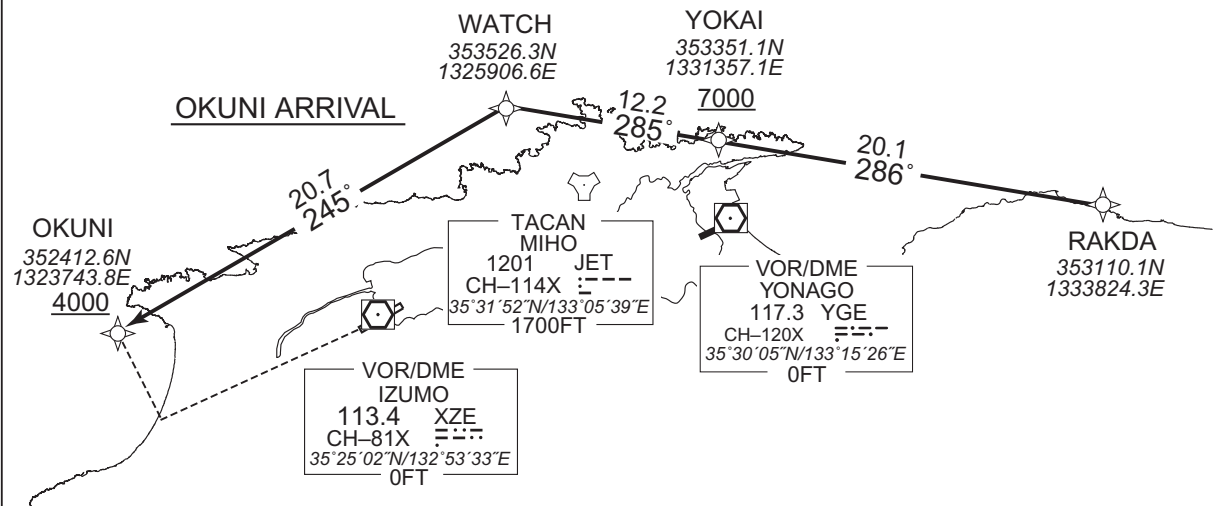 WATCH
353526.3N
1325906.6E
YOKAI
353351.1N
1331357.1E
7000
OKUNI ARRIVAL
12.2
285°
20.1
286°
20.7
245°
OKUNI
352412.6N
1323743.8E
4000
RAKDA
353110.1N
1333824.3E
TACAN
MIHO
1201 JET
CH–114X
35°31´52˝N/133°05´39˝E
1700FT
VOR/DME
YONAGO
117.3 YGE
CH–120X
35°30´05˝N/133°15´26˝E
0FT
VOR/DME
IZUMO
113.4 XZE
CH–81X
35°25´02˝N/132°53´33˝E
0FT